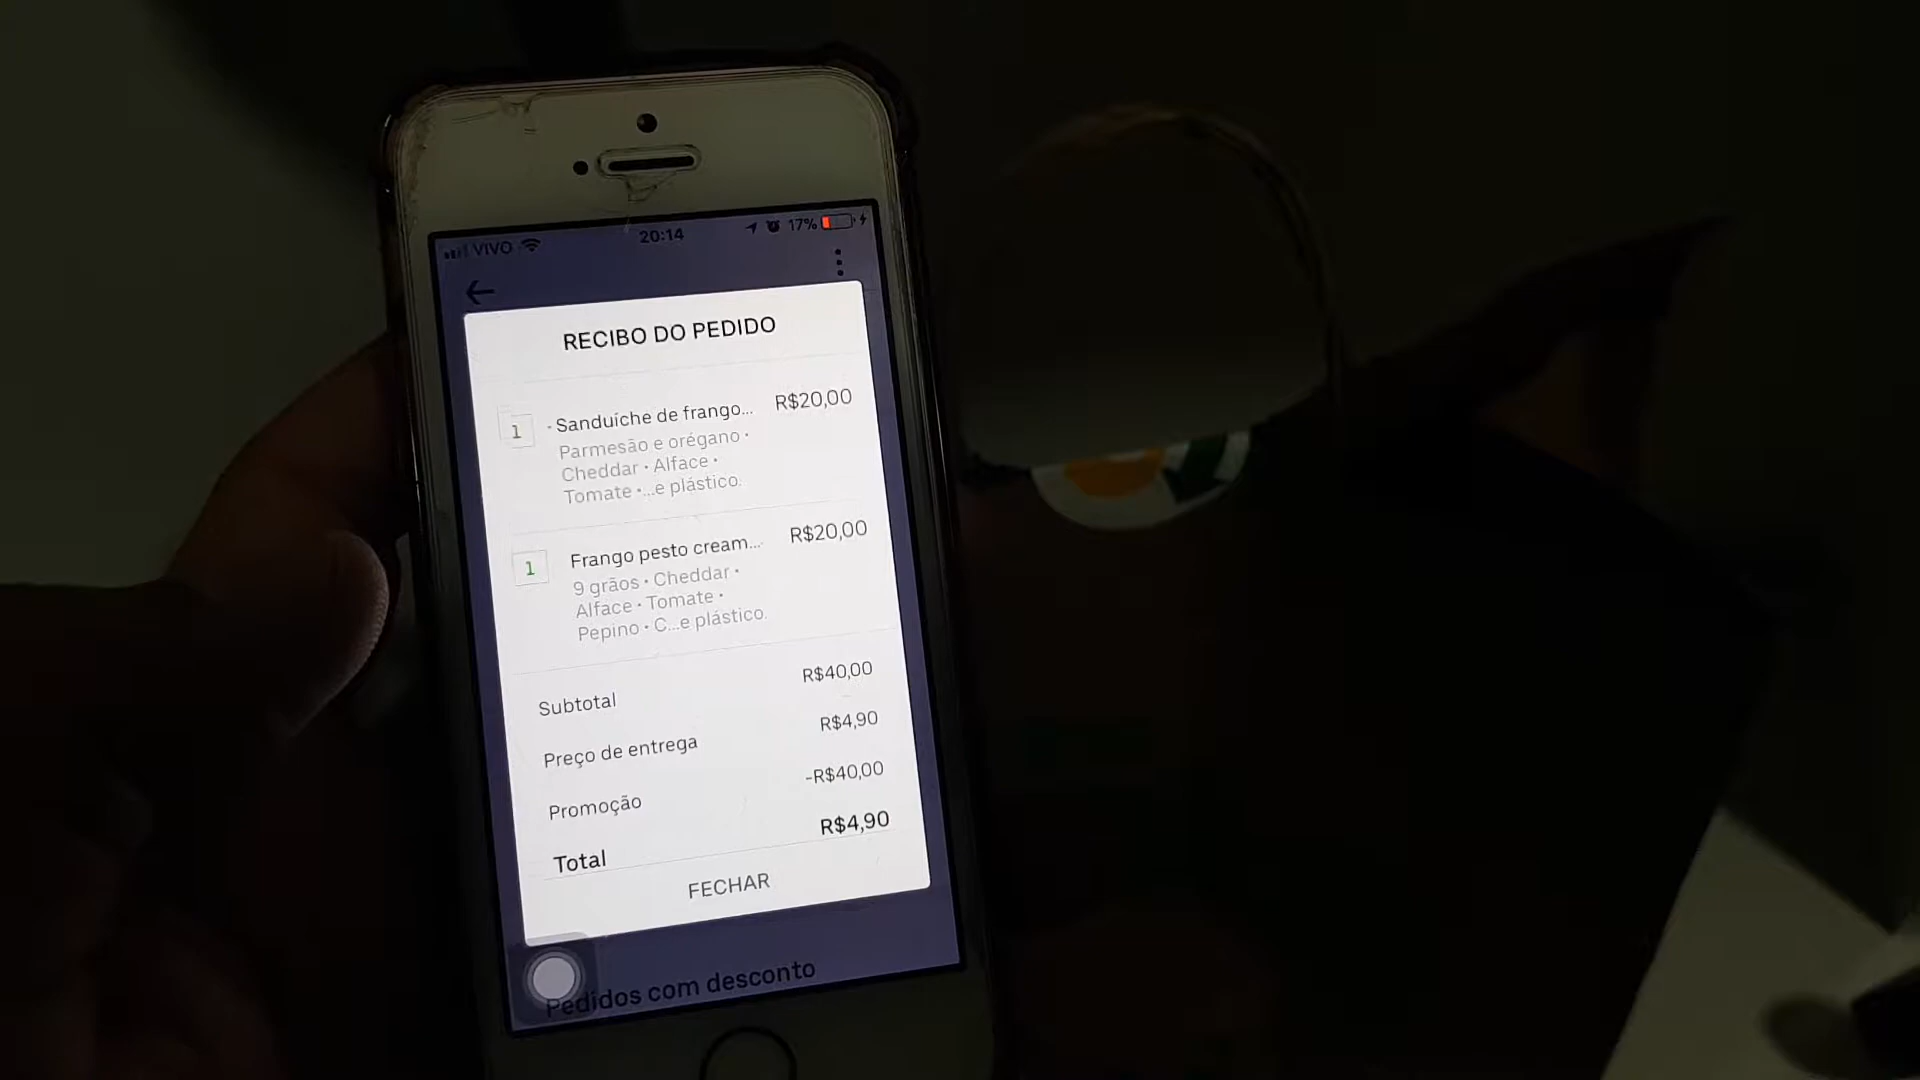 VIVO 20:14 17%
RECIBO DO PEDIDO
1 - Sanduíche de frango... R$20,00
Parmesão e orégano •
Cheddar • Alface •
Tomate •...e plástico.
1 Frango pesto cream... R$20,00
9 grãos • Cheddar •
Alface • Tomate •
Pepino • C...e plástico.
Subtotal R$40,00
Preço de entrega R$4,90
Promoção -R$40,00
Total R$4,90
FECHAR
Pedidos com desconto